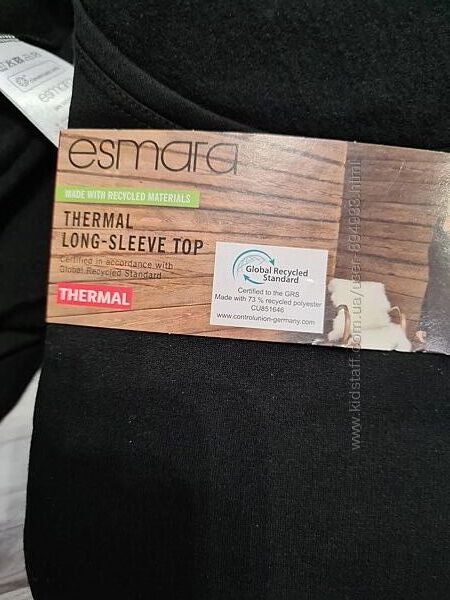 esmara
MADE WITH RECYCLED MATERIALS
THERMAL
LONG-SLEEVE TOP
Certified in accordance with
Global Recycled Standard
THERMAL
Global Recycled
Standard
Certified to the GRS
Made with 73 % recycled polyester
CU851646
www.controlunion-germany.com
esmara